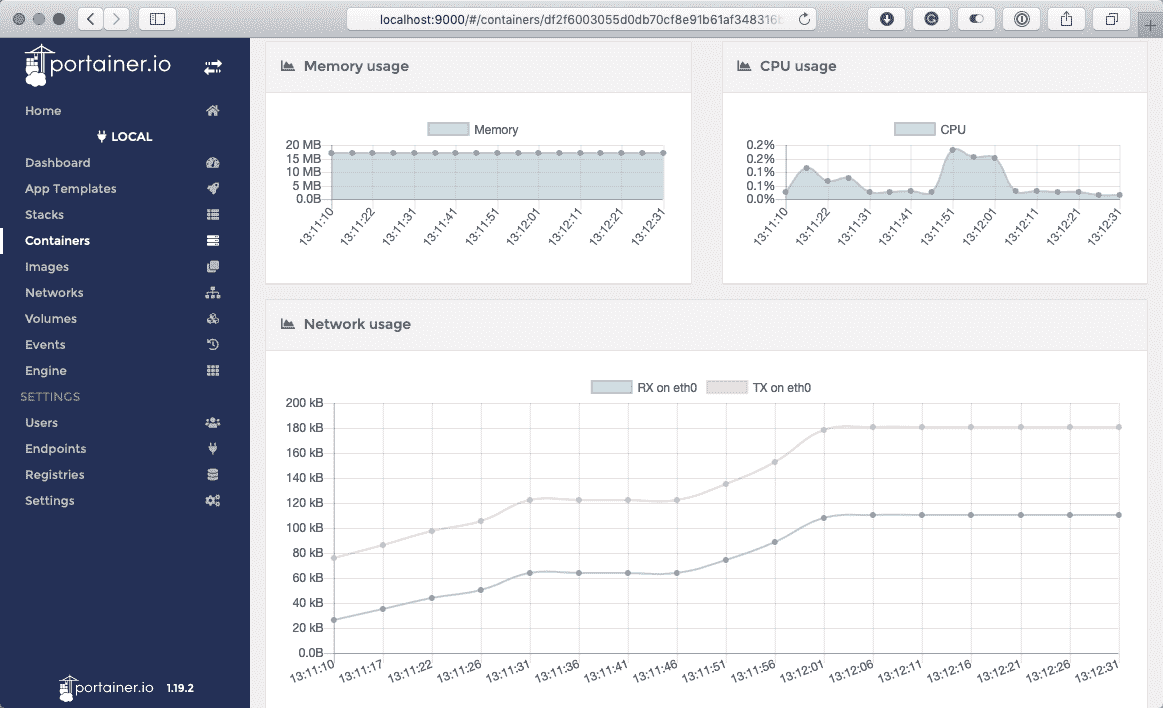 localhost:9000/#/containers/df2f6003055d0db70cf8e91b61af348316
portainer.io
Home
LOCAL
Dashboard
App Templates
Stacks
Containers
Images
Networks
Volumes
Events
Engine
SETTINGS
Users
Endpoints
Registries
Settings
portainer.io 1.19.2
Memory usage
Memory
20 MB
15 MB
10 MB
5 MB
0.0B
13:11:10 13:11:22 13:11:31 13:11:41 13:11:51 13:12:01 13:12:11 13:12:21 13:12:31
CPU usage
CPU
0.2%
0.2%
0.1%
0.1%
0.0%
13:11:10 13:11:22 13:11:31 13:11:41 13:11:51 13:12:01 13:12:11 13:12:21 13:12:31
Network usage
RX on eth0 TX on eth0
200 kB
180 kB
160 kB
140 kB
120 kB
100 kB
80 kB
60 kB
40 kB
20 kB
0.0B
13:11:10 13:11:17 13:11:22 13:11:26 13:11:31 13:11:36 13:11:41 13:11:46 13:11:51 13:11:56 13:12:01 13:12:06 13:12:11 13:12:16 13:12:21 13:12:26 13:12:31